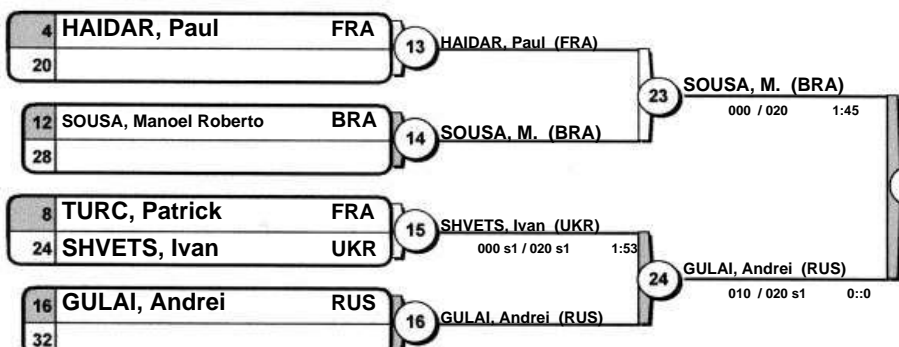 4 HAIDAR, Paul FRA
20
13
HAIDAR, Paul (FRA)
12 SOUSA, Manoel Roberto BRA
28
14
SOUSA, M. (BRA)
23
SOUSA, M. (BRA)
000 / 020 1:45
8 TURC, Patrick FRA
24 SHVETS, Ivan UKR
15
SHVETS, Ivan (UKR)
000 s1 / 020 s1 1:53
16 GULAI, Andrei RUS
32
16
GULAI, Andrei (RUS)
24
GULAI, Andrei (RUS)
010 / 020 s1 0::0